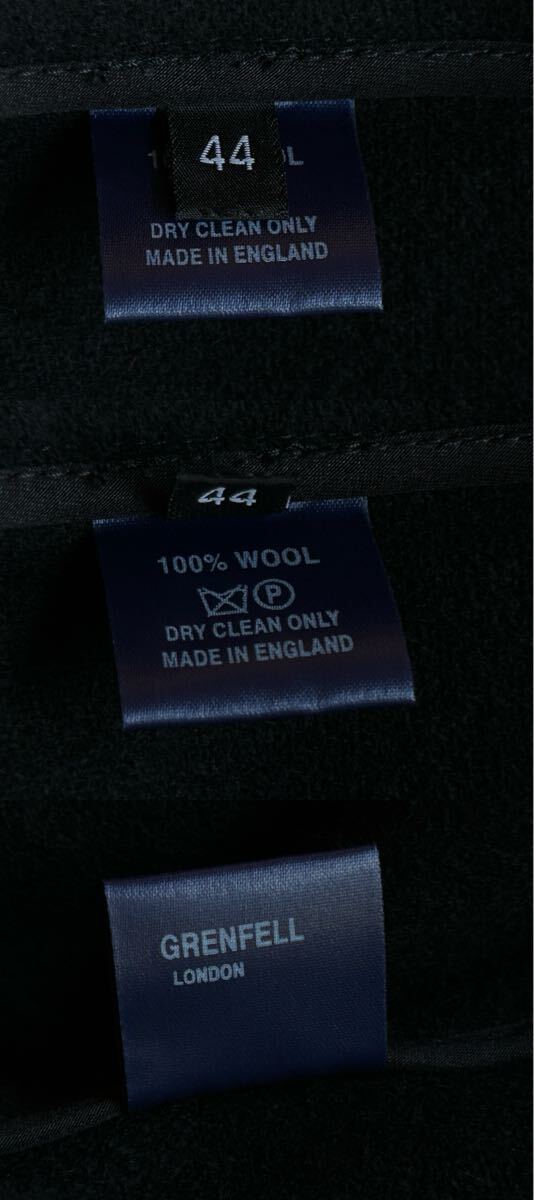 44
DRY CLEAN ONLY
MADE IN ENGLAND
44
100% WOOL
P
DRY CLEAN ONLY
MADE IN ENGLAND
GRENFELL
LONDON